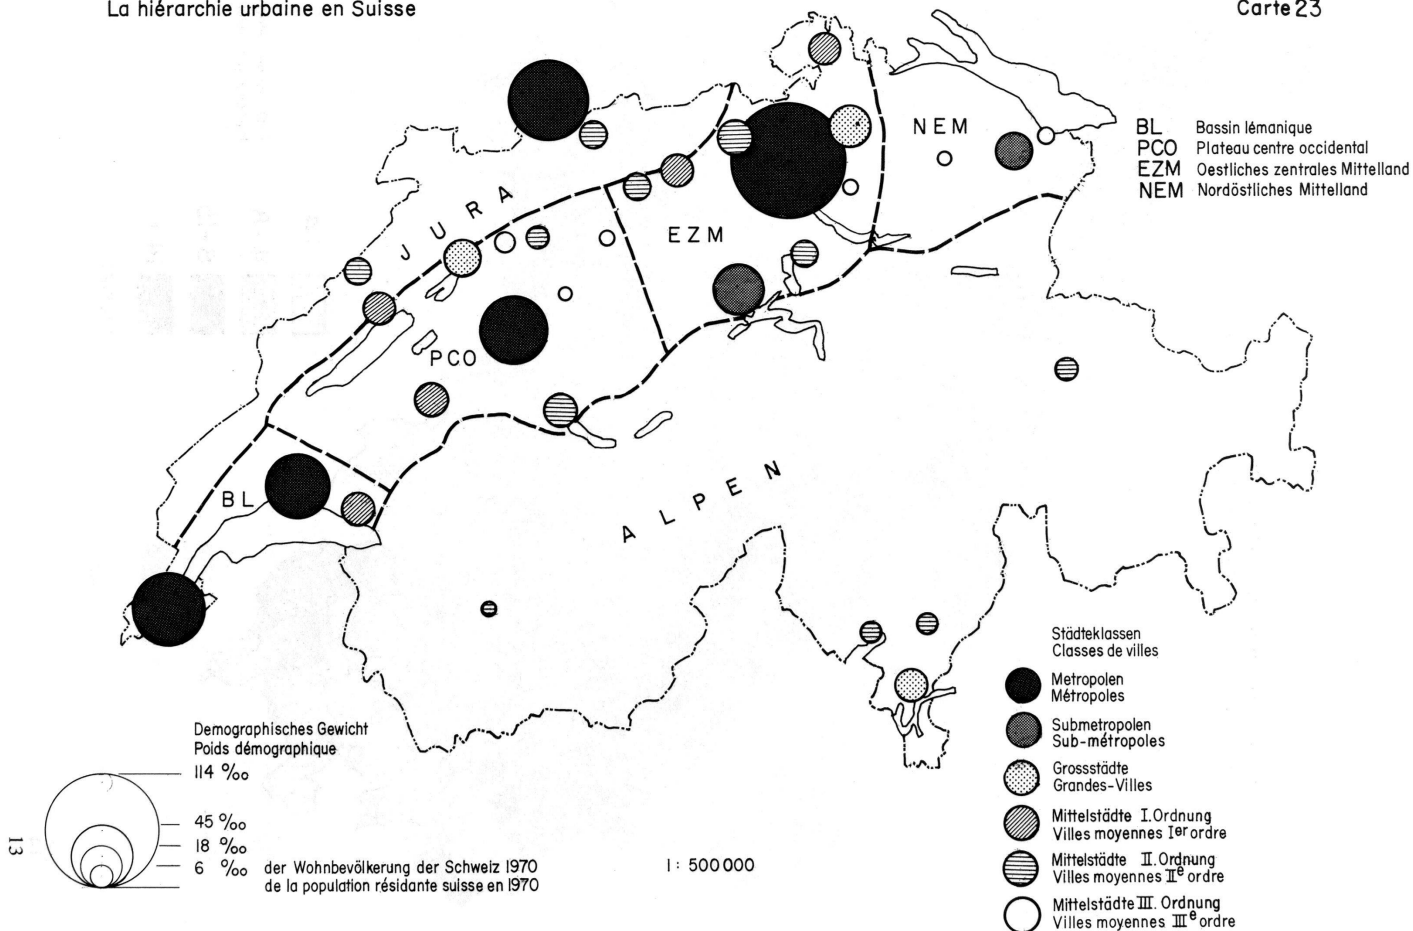 La hiérarchie urbaine en Suisse
Carte 23
NEM
BL Bassin lémanique
PCO Plateau centre occidental
EZM Oestliches zentrales Mittelland
NEM Nordöstliches Mittelland
JURA
EZM
PCO
BL
ALPEN
Städteklassen
Classes de villes
Metropolen
Métropoles
Submetropolen
Sub-métropoles
Grossstädte
Grandes-Villes
Mittelstädte I. Ordnung
Villes moyennes Ier ordre
Mittelstädte II. Ordnung
Villes moyennes IIe ordre
Mittelstädte III. Ordnung
Villes moyennes IIIe ordre
Demographisches Gewicht
Poids démographique
114 ‰
45 ‰
18 ‰
6 ‰ der Wohnbevölkerung der Schweiz 1970
de la population résidante suisse en 1970
1: 500 000
13